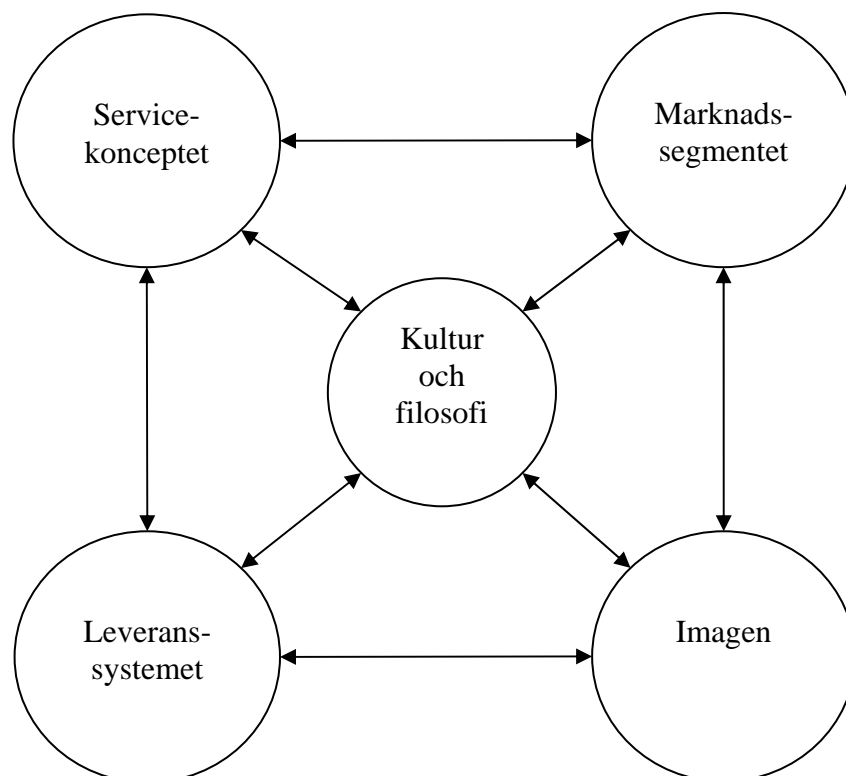 Service-
konceptet
Marknads-
segmentet
Kultur
och
filosofi
Leverans-
systemet
Imagen